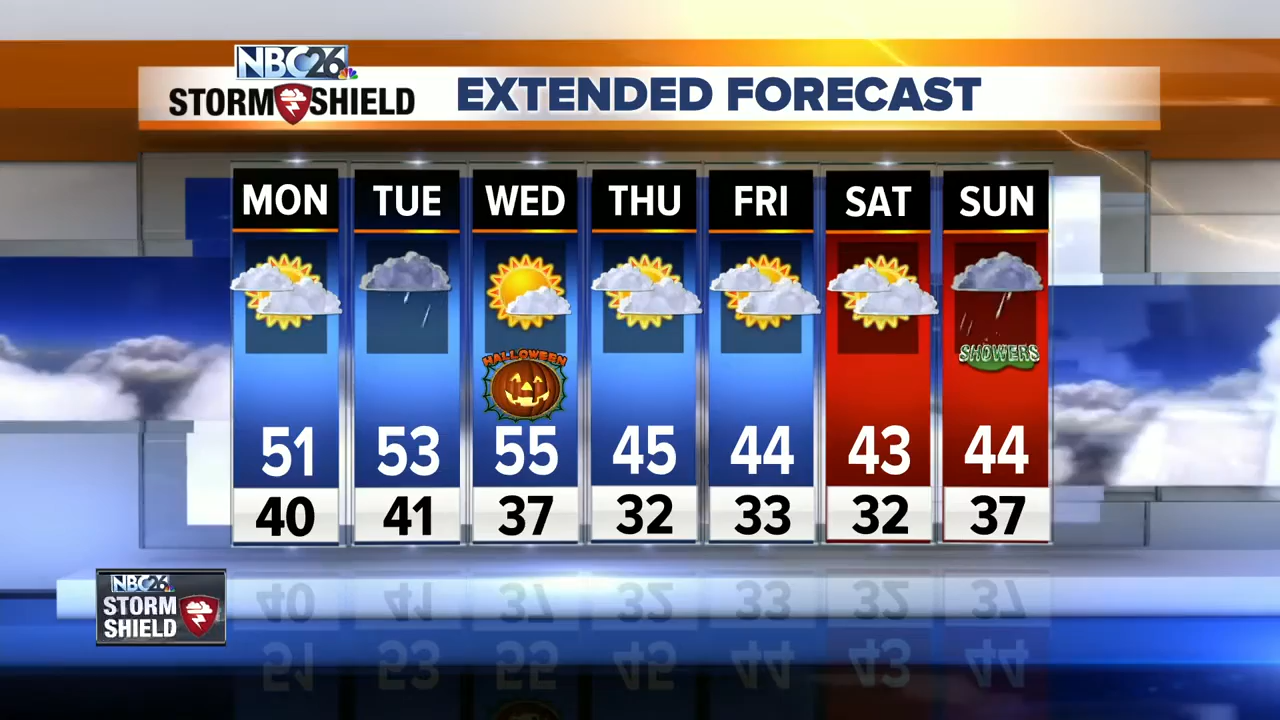 NBC26
STORM SHIELD
EXTENDED FORECAST
MON TUE WED THU FRI SAT SUN
HALLOWEEN
SHOWERS
51 53 55 45 44 43 44
40 41 37 32 33 32 37
NBC26
STORM
SHIELD